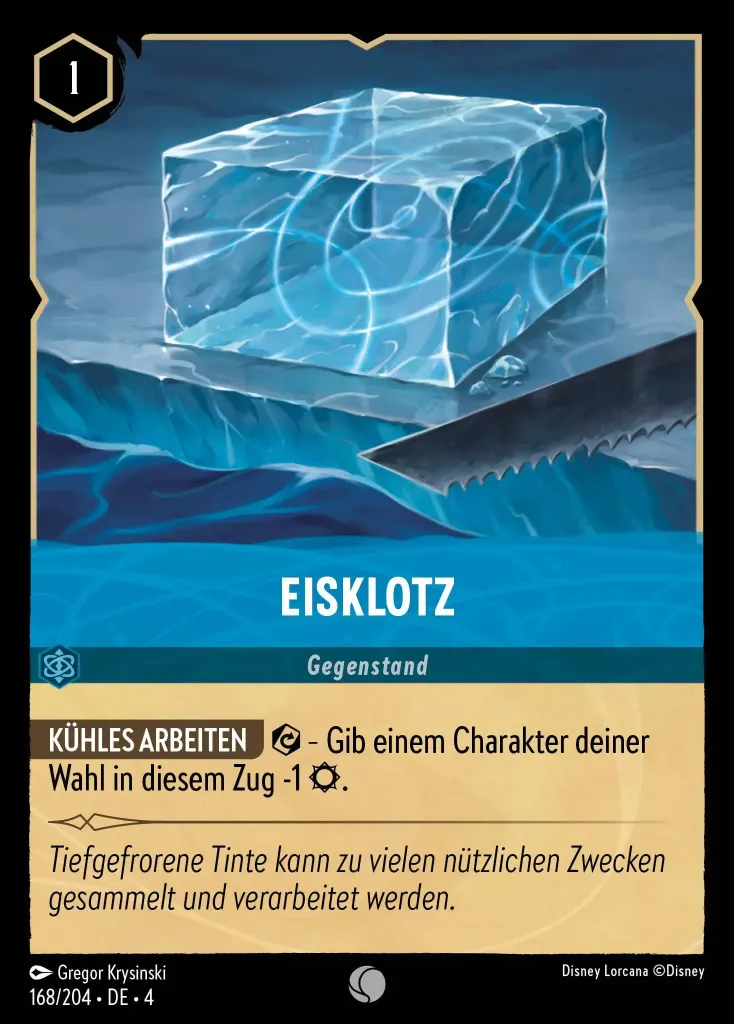 1
EISKLOTZ
Gegenstand
KÜHLES ARBEITEN - Gib einem Charakter deiner
Wahl in diesem Zug -1 .
Tiefgefrorene Tinte kann zu vielen nützlichen Zwecken
gesammelt und verarbeitet werden.
Gregor Krysinski
Disney Lorcana ©Disney
168/204 • DE • 4